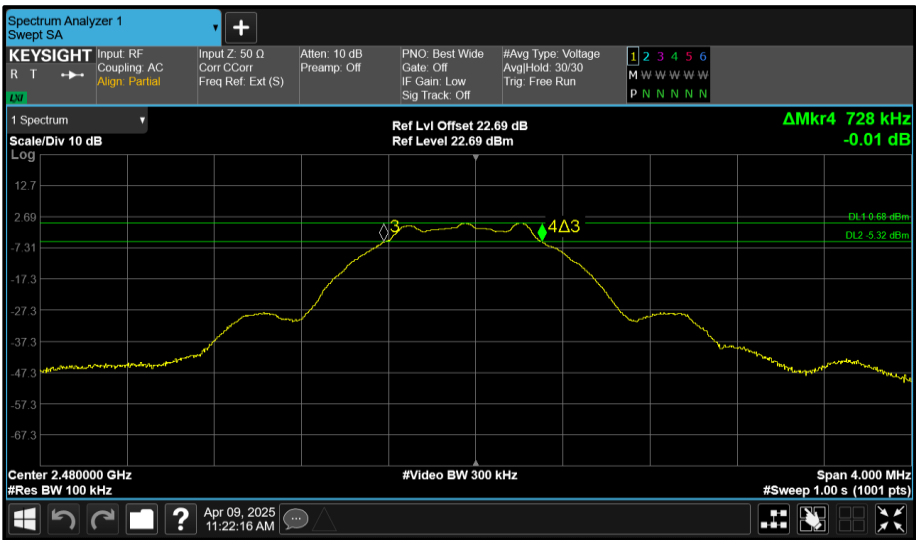 Spectrum Analyzer 1
Swept SA
+
KEYSIGHT
R T
LXI
Input: RF
Coupling: AC
Align: Partial
Input Z: 50 Ω
Corr CCorr
Freq Ref: Ext (S)
Atten: 10 dB
Preamp: Off
PNO: Best Wide
Gate: Off
IF Gain: Low
Sig Track: Off
#Avg Type: Voltage
Avg|Hold: 30/30
Trig: Free Run
1 2 3 4 5 6
M W W W W W
P N N N N N
1 Spectrum
Scale/Div 10 dB
Ref Lvl Offset 22.69 dB
Ref Level 22.69 dBm
ΔMkr4 728 kHz
-0.01 dB
Log
12.7
2.69
-7.31
-17.3
-27.3
-37.3
-47.3
-57.3
-67.3
3
4Δ3
DL1 0.68 dBm
DL2 -5.32 dBm
Center 2.480000 GHz
#Res BW 100 kHz
#Video BW 300 kHz
Span 4.000 MHz
#Sweep 1.00 s (1001 pts)
?
Apr 09, 2025
11:22:16 AM